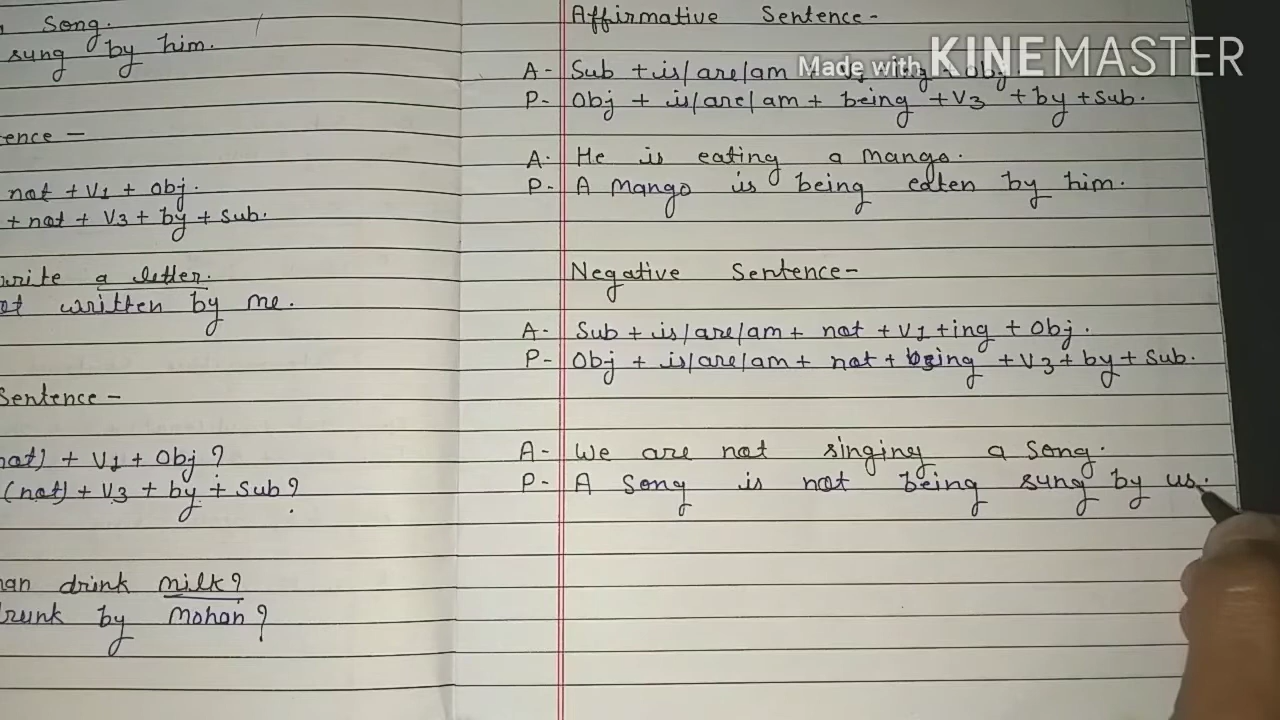 Song.
sung by him.
ence -
not + V1 + Obj.
+ not + V3 + by + Sub.
write a letter.
ot written by me.
Sentence -
not) + V1 + Obj ?
(not) + V3 + by + Sub ?
han drink milk?
drunk by Mohan ?
Affirmative Sentence -
Made with KINEMASTER
A- Sub + is/are/am + Obj.
P- Obj + is/are/am + being + V3 + by + Sub.
A- He is eating a mango.
P- A Mango is being eaten by him.
Negative Sentence -
A- Sub + is/are/am + not + V1 + ing + Obj.
P- Obj + is/are/am + not + being + V3 + by + Sub.
A- We are not singing a song.
P- A Song is not being sung by us.